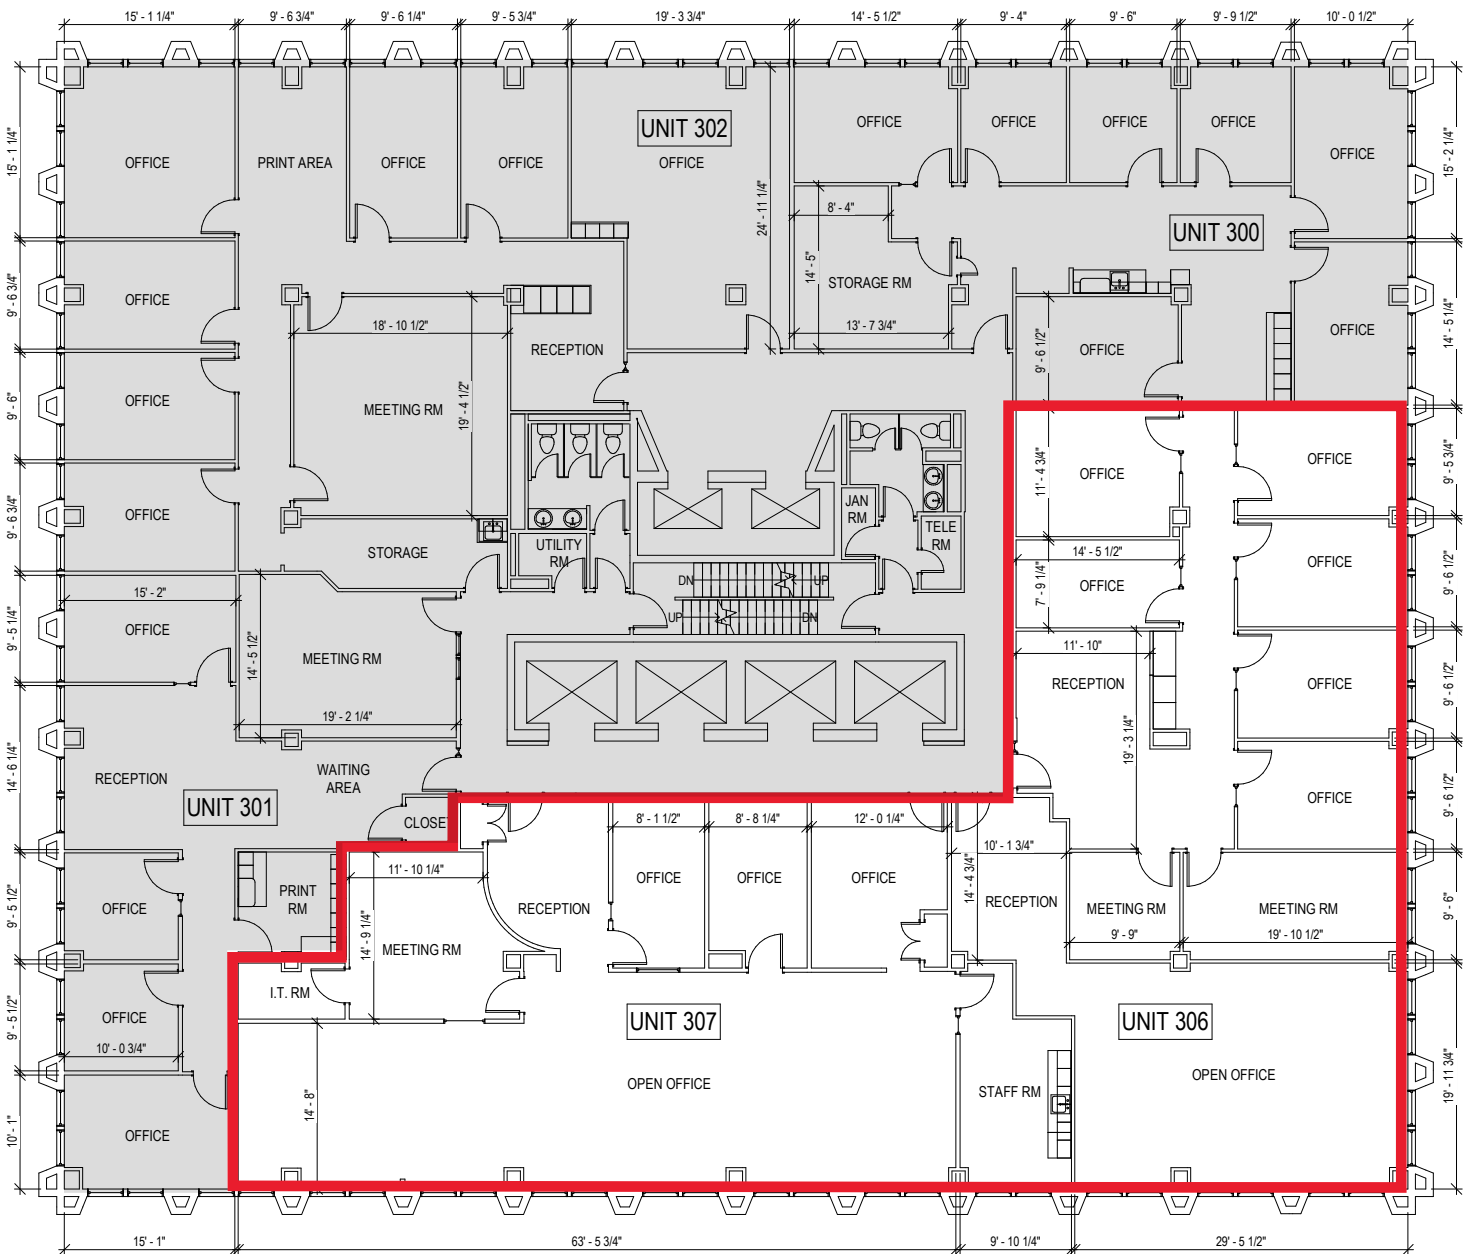 15' - 1 1/4"
9' - 6 3/4"
9' - 6 1/4"
9' - 5 3/4"
19' - 3 3/4"
14' - 5 1/2"
9' - 4"
9' - 6"
9' - 9 1/2"
10' - 0 1/2"
UNIT 302
OFFICE
OFFICE
OFFICE
OFFICE
OFFICE
PRINT AREA
OFFICE
OFFICE
OFFICE
OFFICE
15' - 1 1/4"
15' - 2 1/4"
24' - 11 1/4"
8' - 4"
UNIT 300
14' - 5"
STORAGE RM
OFFICE
9' - 6 3/4"
18' - 10 1/2"
13' - 7 3/4"
OFFICE
14' - 5 1/4"
RECEPTION
OFFICE
9' - 6 1/2"
OFFICE
9' - 6"
MEETING RM
19' - 4 1/2"
OFFICE
9' - 5 3/4"
OFFICE
11' - 4 3/4"
JAN
RM
OFFICE
9' - 6 3/4"
TELE
RM
STORAGE
UTILITY
RM
14' - 5 1/2"
OFFICE
9' - 6 1/2"
DN
UP
OFFICE
7' - 9 1/4"
15' - 2"
OFFICE
9' - 5 1/4"
UP
DN
14' - 5 1/2"
MEETING RM
11' - 10"
RECEPTION
OFFICE
9' - 6 1/2"
19' - 2 1/4"
19' - 3 1/4"
14' - 6 1/4"
RECEPTION
WAITING
AREA
OFFICE
9' - 6 1/2"
UNIT 301
CLOSE
8' - 1 1/2"
8' - 8 1/4"
12' - 0 1/4"
10' - 1 3/4"
11' - 10 1/4"
14' - 4 3/4"
OFFICE
OFFICE
OFFICE
PRINT
RM
RECEPTION
RECEPTION
MEETING RM
MEETING RM
OFFICE
9' - 5 1/2"
9' - 6"
14' - 9 1/4"
MEETING RM
9' - 9"
19' - 10 1/2"
I.T. RM
OFFICE
9' - 5 1/2"
UNIT 307
UNIT 306
10' - 0 3/4"
OPEN OFFICE
STAFF RM
OPEN OFFICE
19' - 11 3/4"
14' - 8"
OFFICE
10' - 1"
15' - 1"
63' - 5 3/4"
9' - 10 1/4"
29' - 5 1/2"